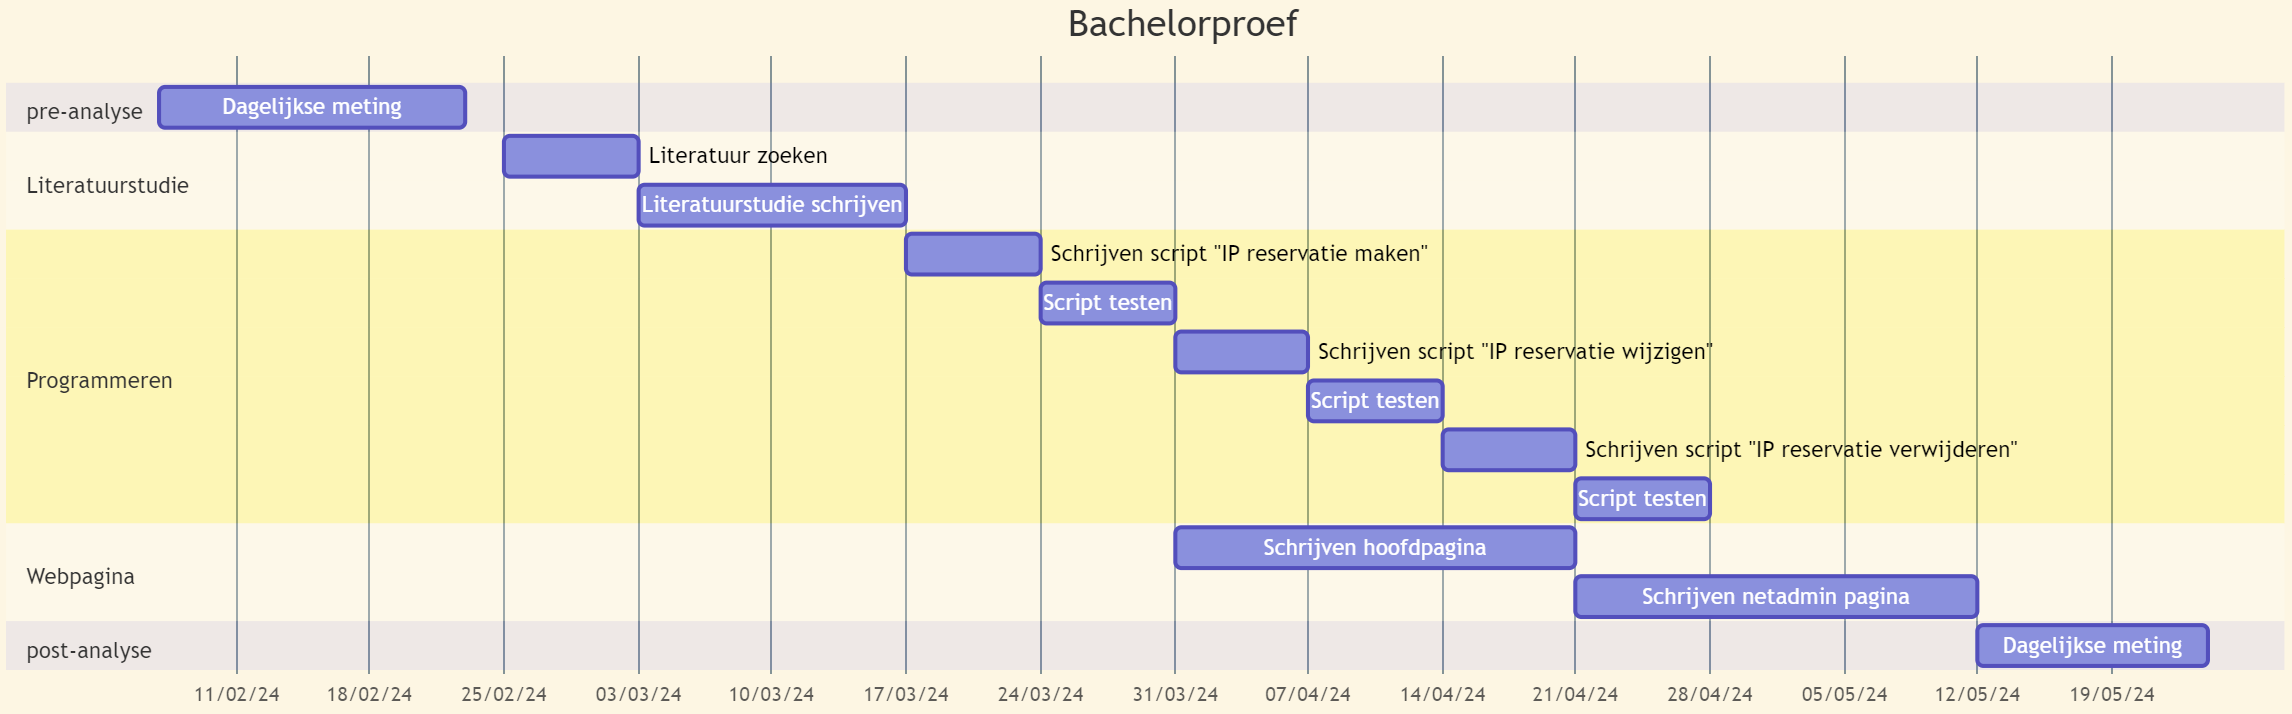 Bachelorproef
pre-analyse
Dagelijkse meting
Literatuurstudie
Literatuur zoeken
Literatuurstudie schrijven
Programmeren
Schrijven script "IP reservatie maken"
Script testen
Schrijven script "IP reservatie wijzigen"
Script testen
Schrijven script "IP reservatie verwijderen"
Script testen
Webpagina
Schrijven hoofdpagina
Schrijven netadmin pagina
post-analyse
Dagelijkse meting
11/02/24 18/02/24 25/02/24 03/03/24 10/03/24 17/03/24 24/03/24 31/03/24 07/04/24 14/04/24 21/04/24 28/04/24 05/05/24 12/05/24 19/05/24